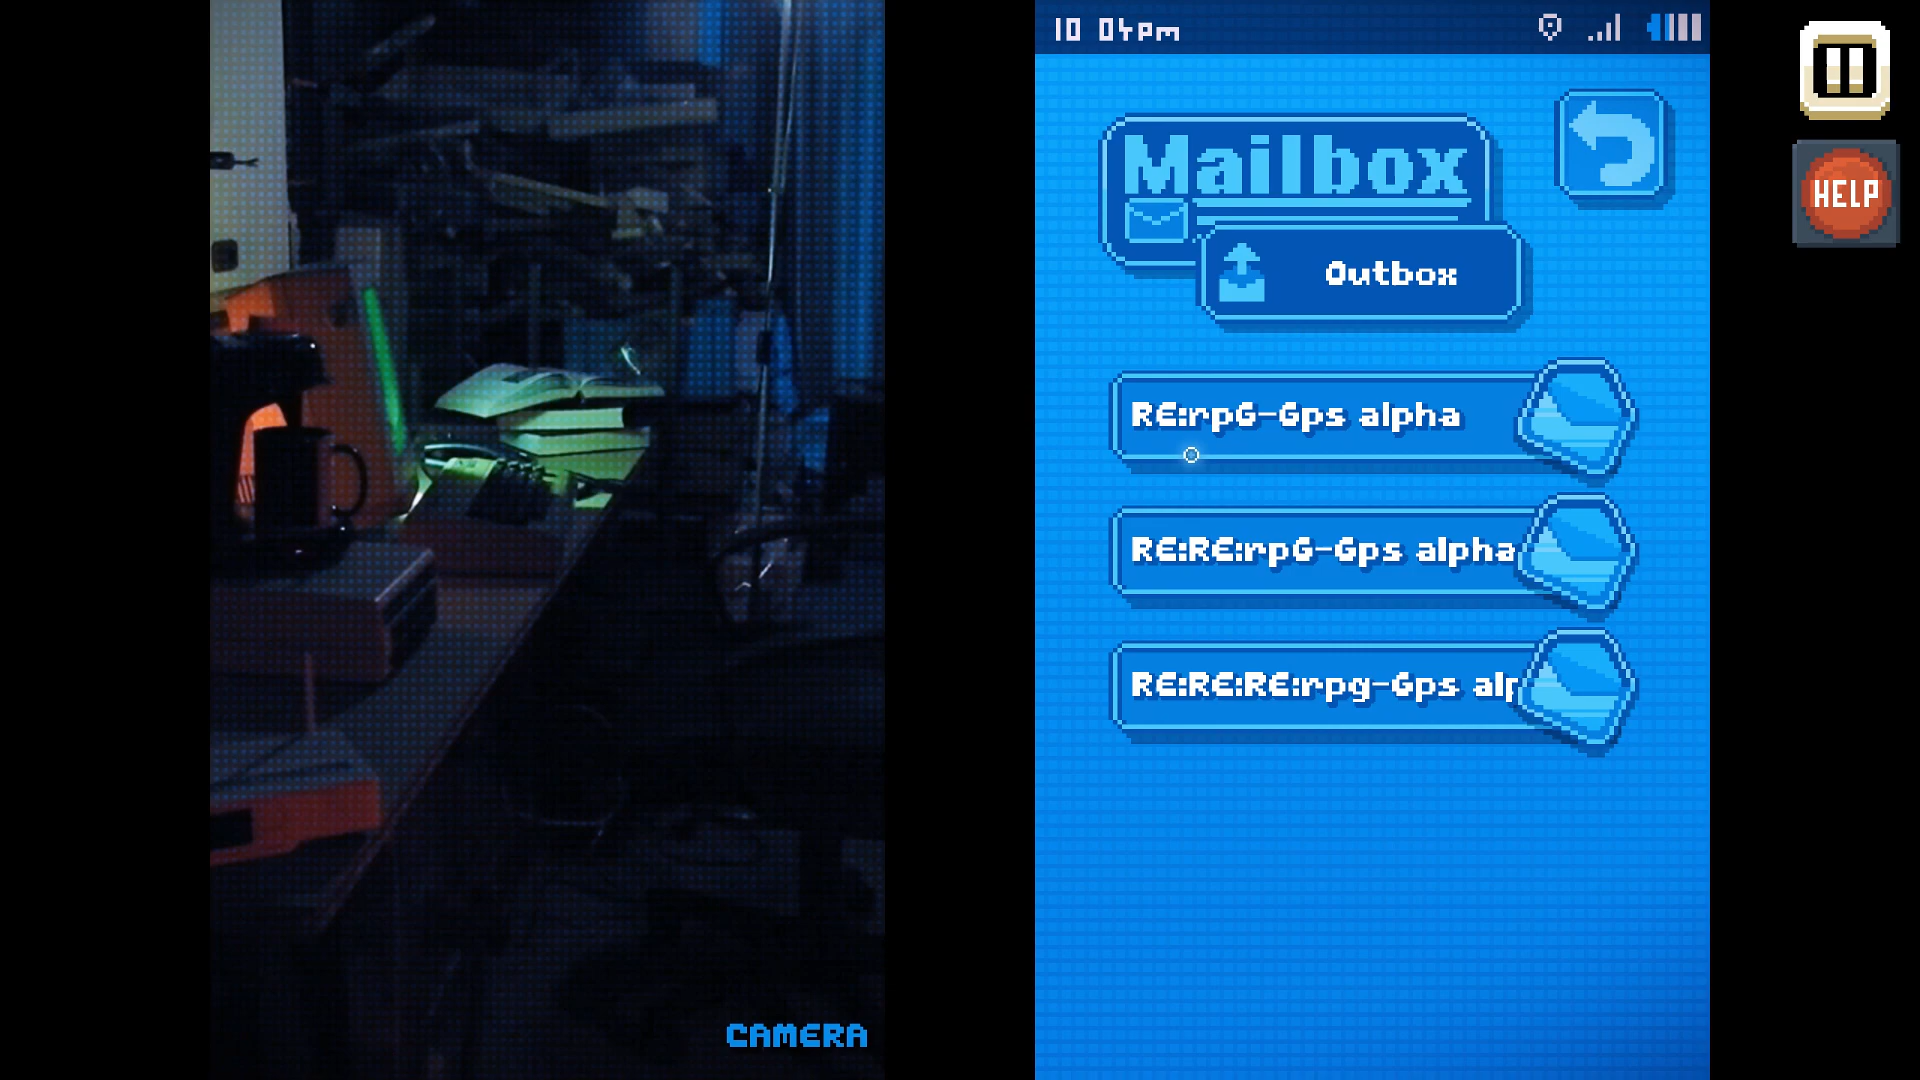 10 04pm
Mailbox
Outbox
RE:rpG-Gps alpha
RE:RE:rpG-Gps alpha
RE:RE:RE:rpg-Gps alp
CAMERA
HELP